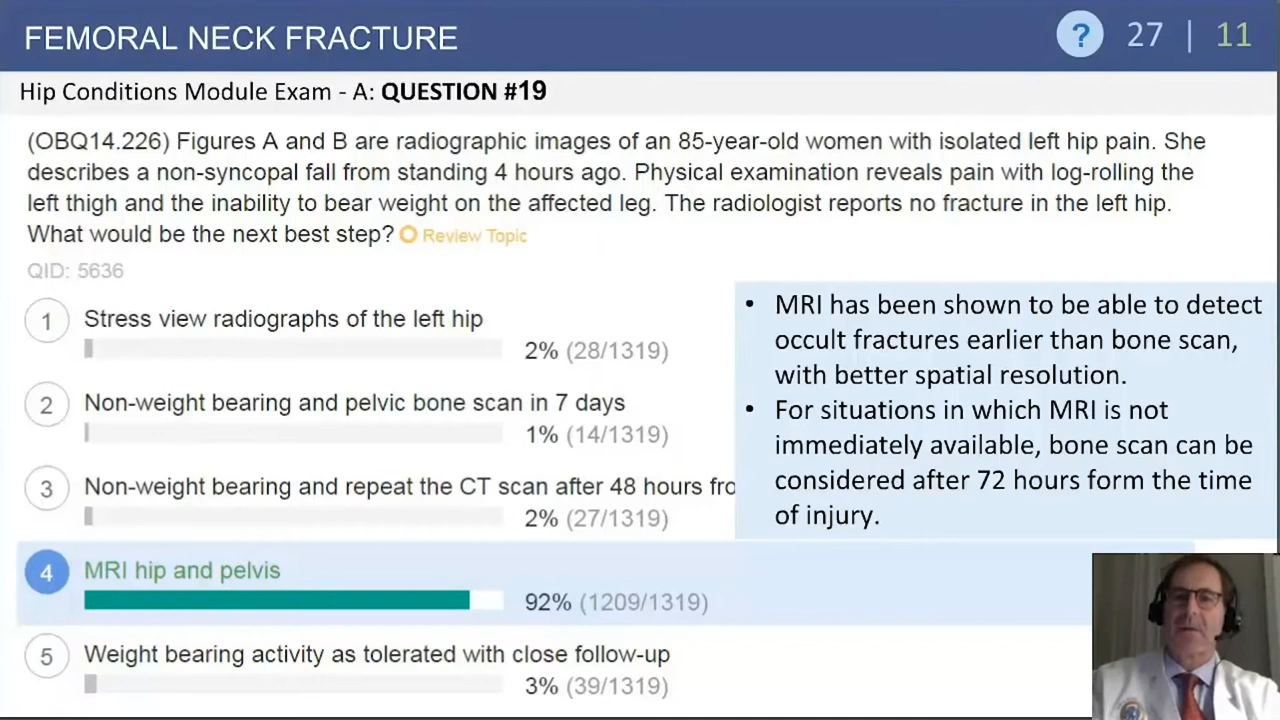 FEMORAL NECK FRACTURE
? 27 | 11
Hip Conditions Module Exam - A: QUESTION #19
(OBQ14.226) Figures A and B are radiographic images of an 85-year-old women with isolated left hip pain. She
describes a non-syncopal fall from standing 4 hours ago. Physical examination reveals pain with log-rolling the
left thigh and the inability to bear weight on the affected leg. The radiologist reports no fracture in the left hip.
What would be the next best step? Review Topic
QID: 5636
1 Stress view radiographs of the left hip
2% (28/1319)
2 Non-weight bearing and pelvic bone scan in 7 days
1% (14/1319)
3 Non-weight bearing and repeat the CT scan after 48 hours fro
2% (27/1319)
4 MRI hip and pelvis
92% (1209/1319)
5 Weight bearing activity as tolerated with close follow-up
3% (39/1319)
• MRI has been shown to be able to detect
occult fractures earlier than bone scan,
with better spatial resolution.
• For situations in which MRI is not
immediately available, bone scan can be
considered after 72 hours form the time
of injury.